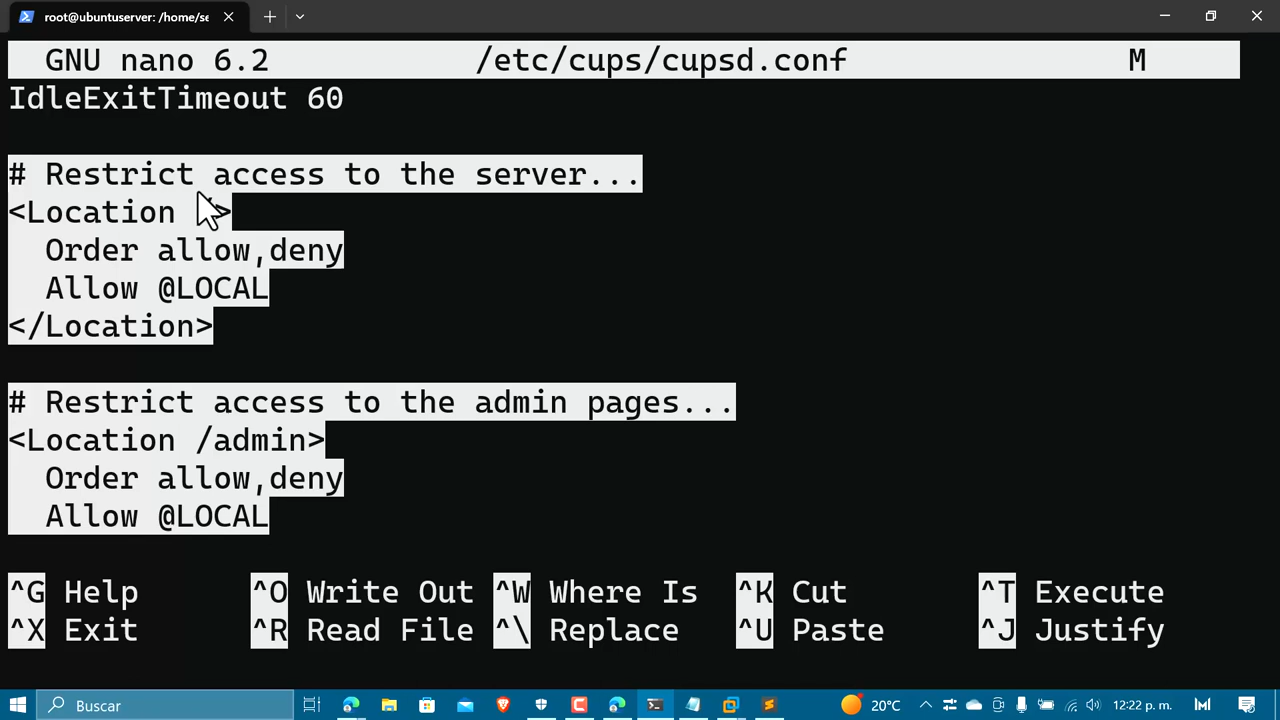 root@ubuntuserver: /home/se
GNU nano 6.2 /etc/cups/cupsd.conf M
IdleExitTimeout 60
# Restrict access to the server...
<Location >
  Order allow,deny
  Allow @LOCAL
</Location>
# Restrict access to the admin pages...
<Location /admin>
  Order allow,deny
  Allow @LOCAL
^G Help ^O Write Out ^W Where Is ^K Cut ^T Execute
^X Exit ^R Read File ^\ Replace ^U Paste ^J Justify
Buscar 20°C 12:22 p. m.